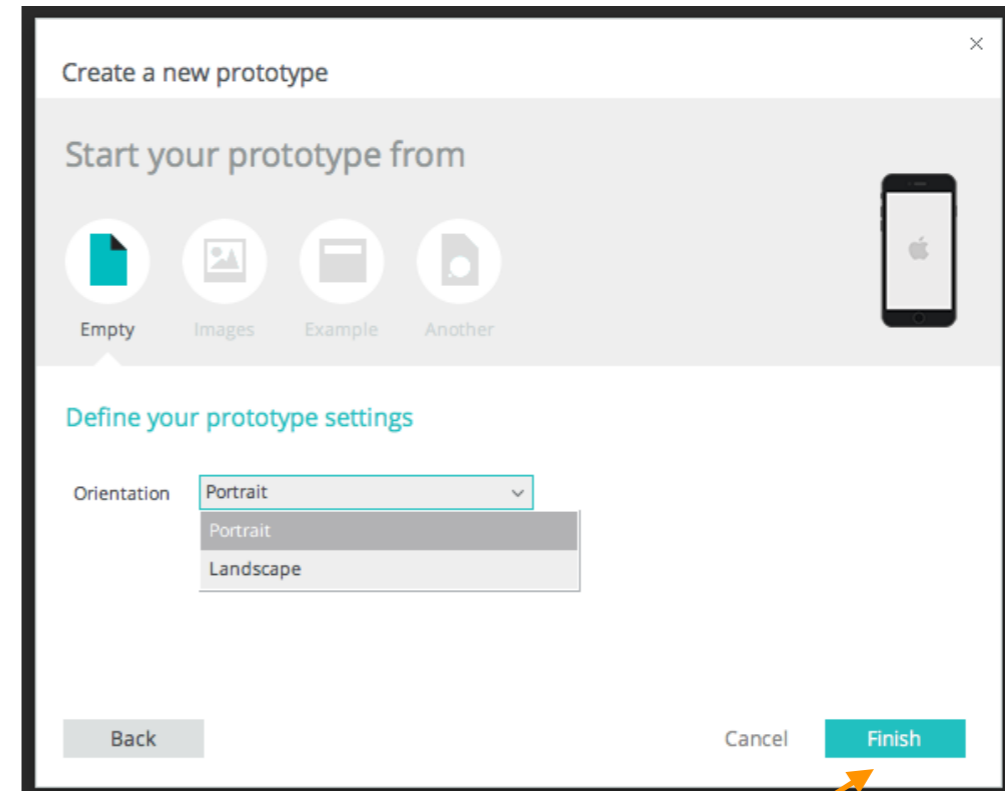 Create a new prototype
Start your prototype from
Empty Images Example Another
Define your prototype settings
Orientation Portrait
Portrait
Landscape
Back Cancel Finish